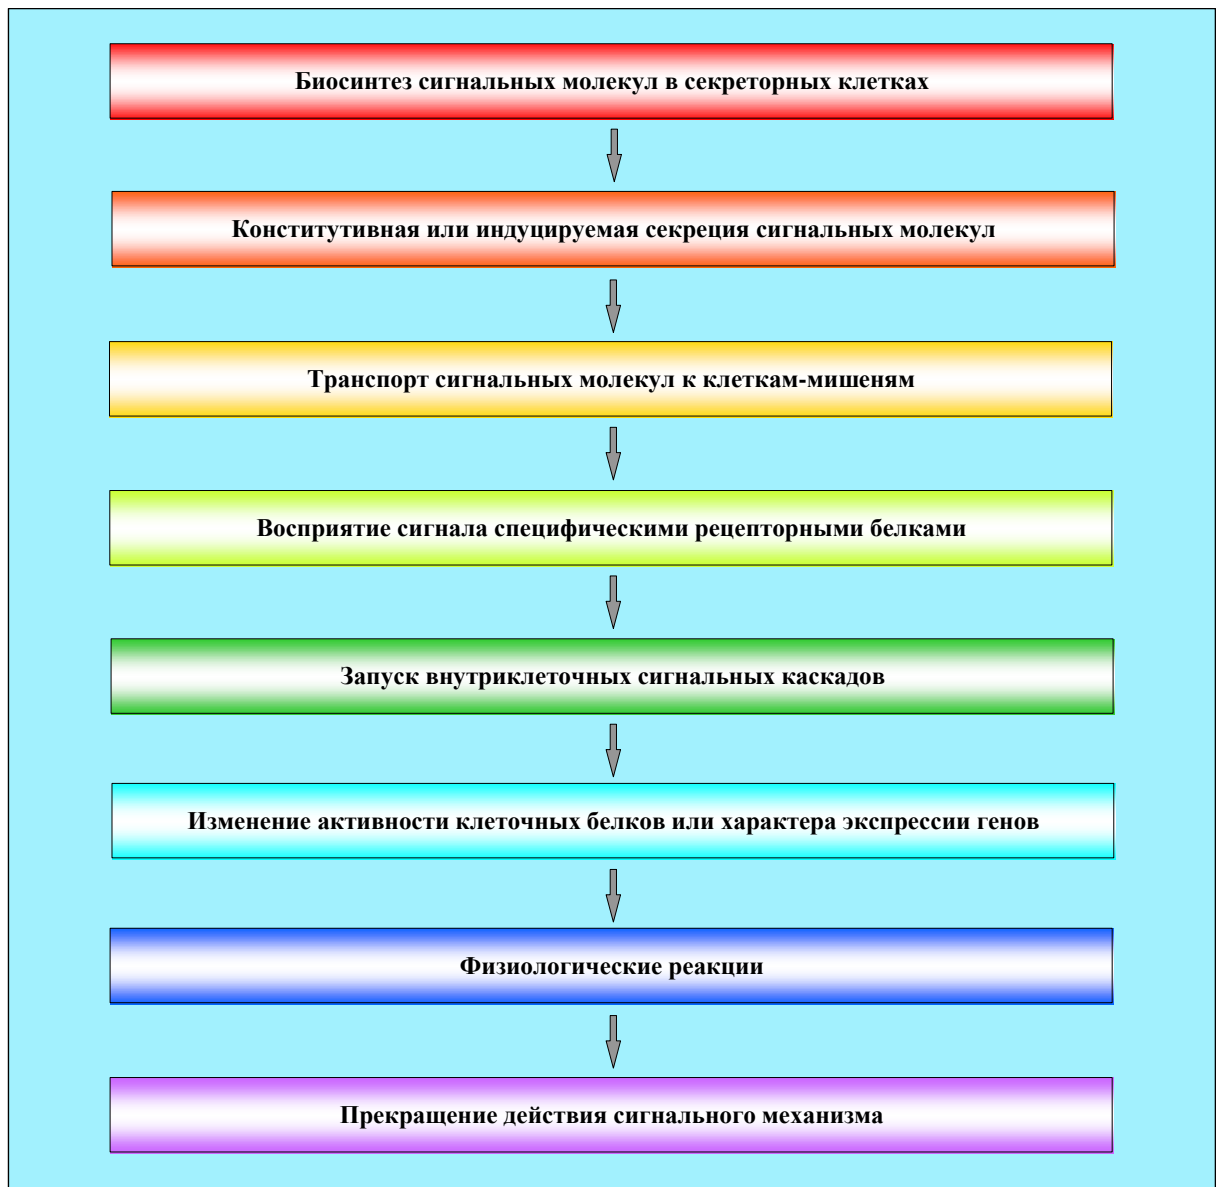 Биосинтез сигнальных молекул в секреторных клетках
Конститутивная или индуцируемая секреция сигнальных молекул
Транспорт сигнальных молекул к клеткам-мишеням
Восприятие сигнала специфическими рецепторными белками
Запуск внутриклеточных сигнальных каскадов
Изменение активности клеточных белков или характера экспрессии генов
Физиологические реакции
Прекращение действия сигнального механизма